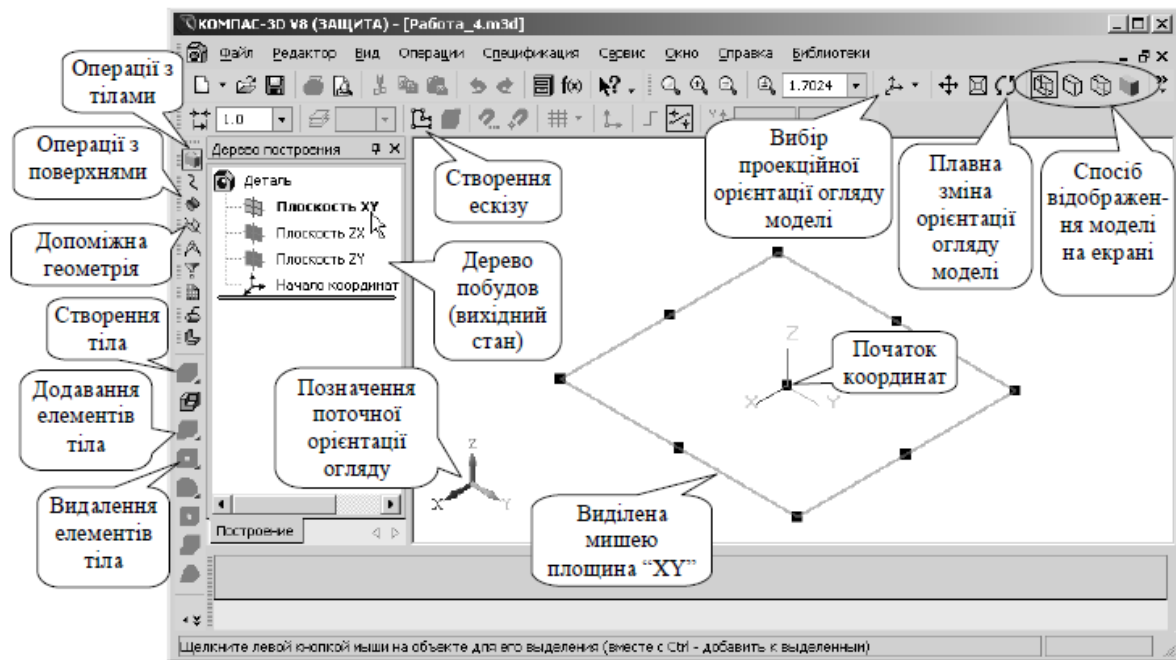 КОМПАС-3D V8 (ЗАЩИТА) - [Работа_4.m3d]
Файл Редактор Вид Операции Спецификация Сервис Окно Справка Библиотеки
1.7024
1.0
Операції з
тілами
Операції з
поверхнями
Допоміжна
геометрія
Створення
тіла
Додавання
елементів
тіла
Видалення
елементів
тіла
Дерево построения
Деталь
Плоскость XY
Плоскость ZX
Плоскость ZY
Начало координат
Построение
Створення
ескізу
Дерево
побудов
(вихідний
стан)
Позначення
поточної
орієнтації
огляду
Z
X
Y
Вибір
проекційної
орієнтації огляду
моделі
Плавна
зміна
орієнтації
огляду
моделі
Спосіб
відображен-
ня моделі
на екрані
Z
X
Y
Початок
координат
Виділена
мишею
площина “XY”
Щелкните левой кнопкой мыши на объекте для его выделения (вместе с Ctrl - добавить к выделенным)